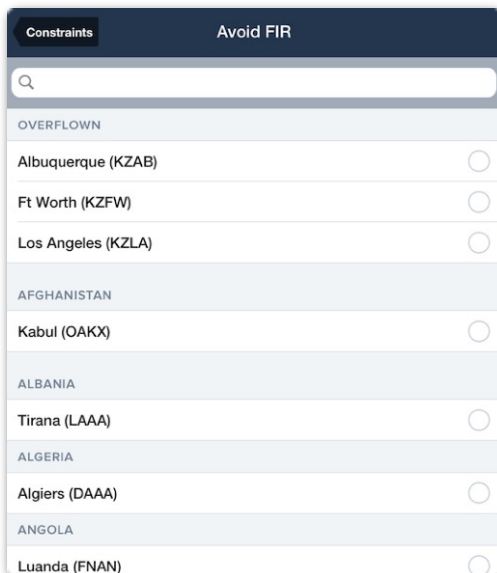 Constraints
Avoid FIR
OVERFLOWN
Albuquerque (KZAB)
Ft Worth (KZFW)
Los Angeles (KZLA)
AFGHANISTAN
Kabul (OAKX)
ALBANIA
Tirana (LAAA)
ALGERIA
Algiers (DAAA)
ANGOLA
Luanda (FNAN)